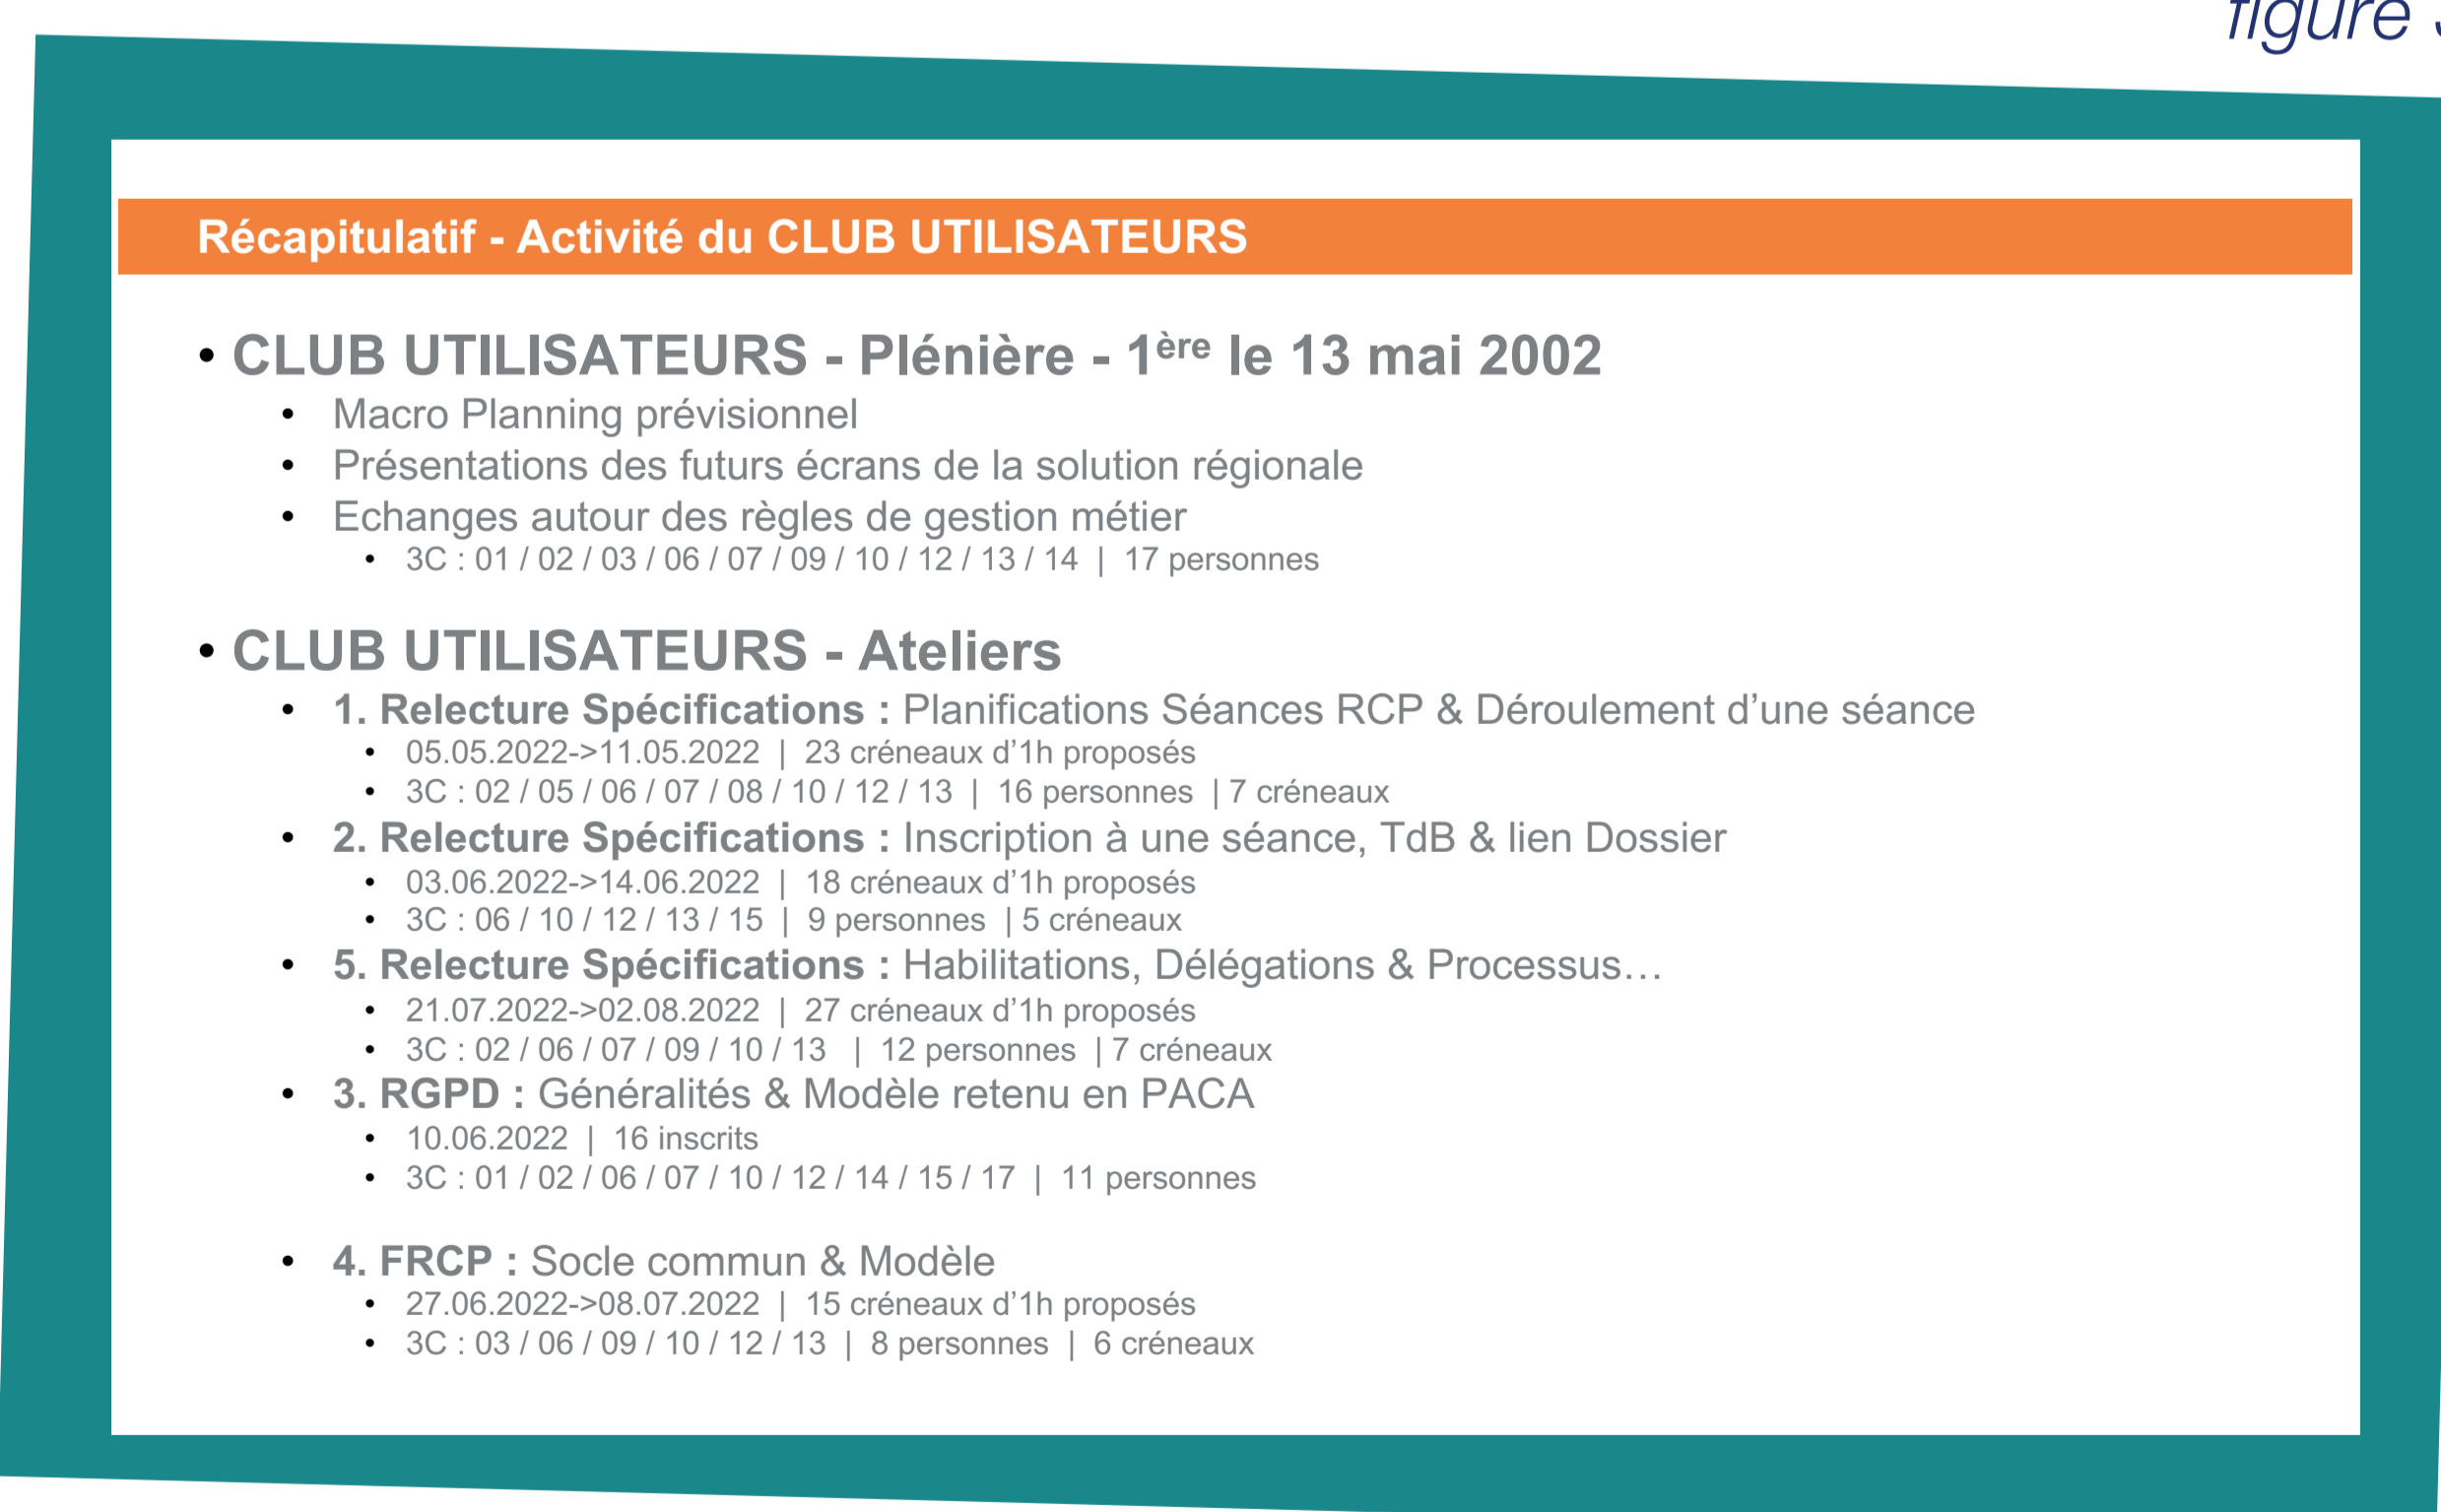 figure
Récapitulatif - Activité du CLUB UTILISATEURS
• CLUB UTILISATEURS - Plénière - 1ère le 13 mai 2002
• Macro Planning prévisionnel
• Présentations des futurs écrans de la solution régionale
• Echanges autour des règles de gestion métier
• 3C : 01 / 02 / 03 / 06 / 07 / 09 / 10 / 12 / 13 / 14 | 17 personnes
• CLUB UTILISATEURS - Ateliers
• 1. Relecture Spécifications : Planifications Séances RCP & Déroulement d’une séance
• 05.05.2022->11.05.2022 | 23 créneaux d’1h proposés
• 3C : 02 / 05 / 06 / 07 / 08 / 10 / 12 / 13 | 16 personnes | 7 créneaux
• 2. Relecture Spécifications : Inscription à une séance, TdB & lien Dossier
• 03.06.2022->14.06.2022 | 18 créneaux d’1h proposés
• 3C : 06 / 10 / 12 / 13 / 15 | 9 personnes | 5 créneaux
• 5. Relecture Spécifications : Habilitations, Délégations & Processus…
• 21.07.2022->02.08.2022 | 27 créneaux d’1h proposés
• 3C : 02 / 06 / 07 / 09 / 10 / 13 | 12 personnes | 7 créneaux
• 3. RGPD : Généralités & Modèle retenu en PACA
• 10.06.2022 | 16 inscrits
• 3C : 01 / 02 / 06 / 07 / 10 / 12 / 14 / 15 / 17 | 11 personnes
• 4. FRCP : Socle commun & Modèle
• 27.06.2022->08.07.2022 | 15 créneaux d’1h proposés
• 3C : 03 / 06 / 09 / 10 / 12 / 13 | 8 personnes | 6 créneaux